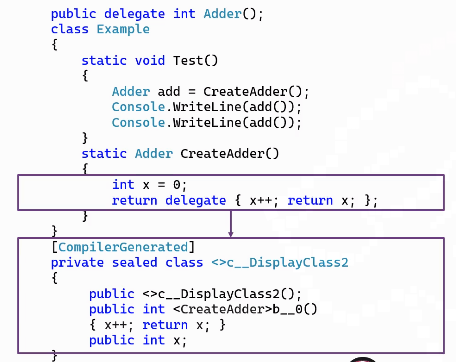 public delegate int Adder();
class Example
{
    static void Test()
    {
        Adder add = CreateAdder();
        Console.WriteLine(add());
        Console.WriteLine(add());
    }
    static Adder CreateAdder()
    {
        int x = 0;
        return delegate { x++; return x; };
    }
}
[CompilerGenerated]
private sealed class <>c__DisplayClass2
{
     public <>c__DisplayClass2();
     public int <CreateAdder>b__0()
     { x++; return x; }
     public int x;
}